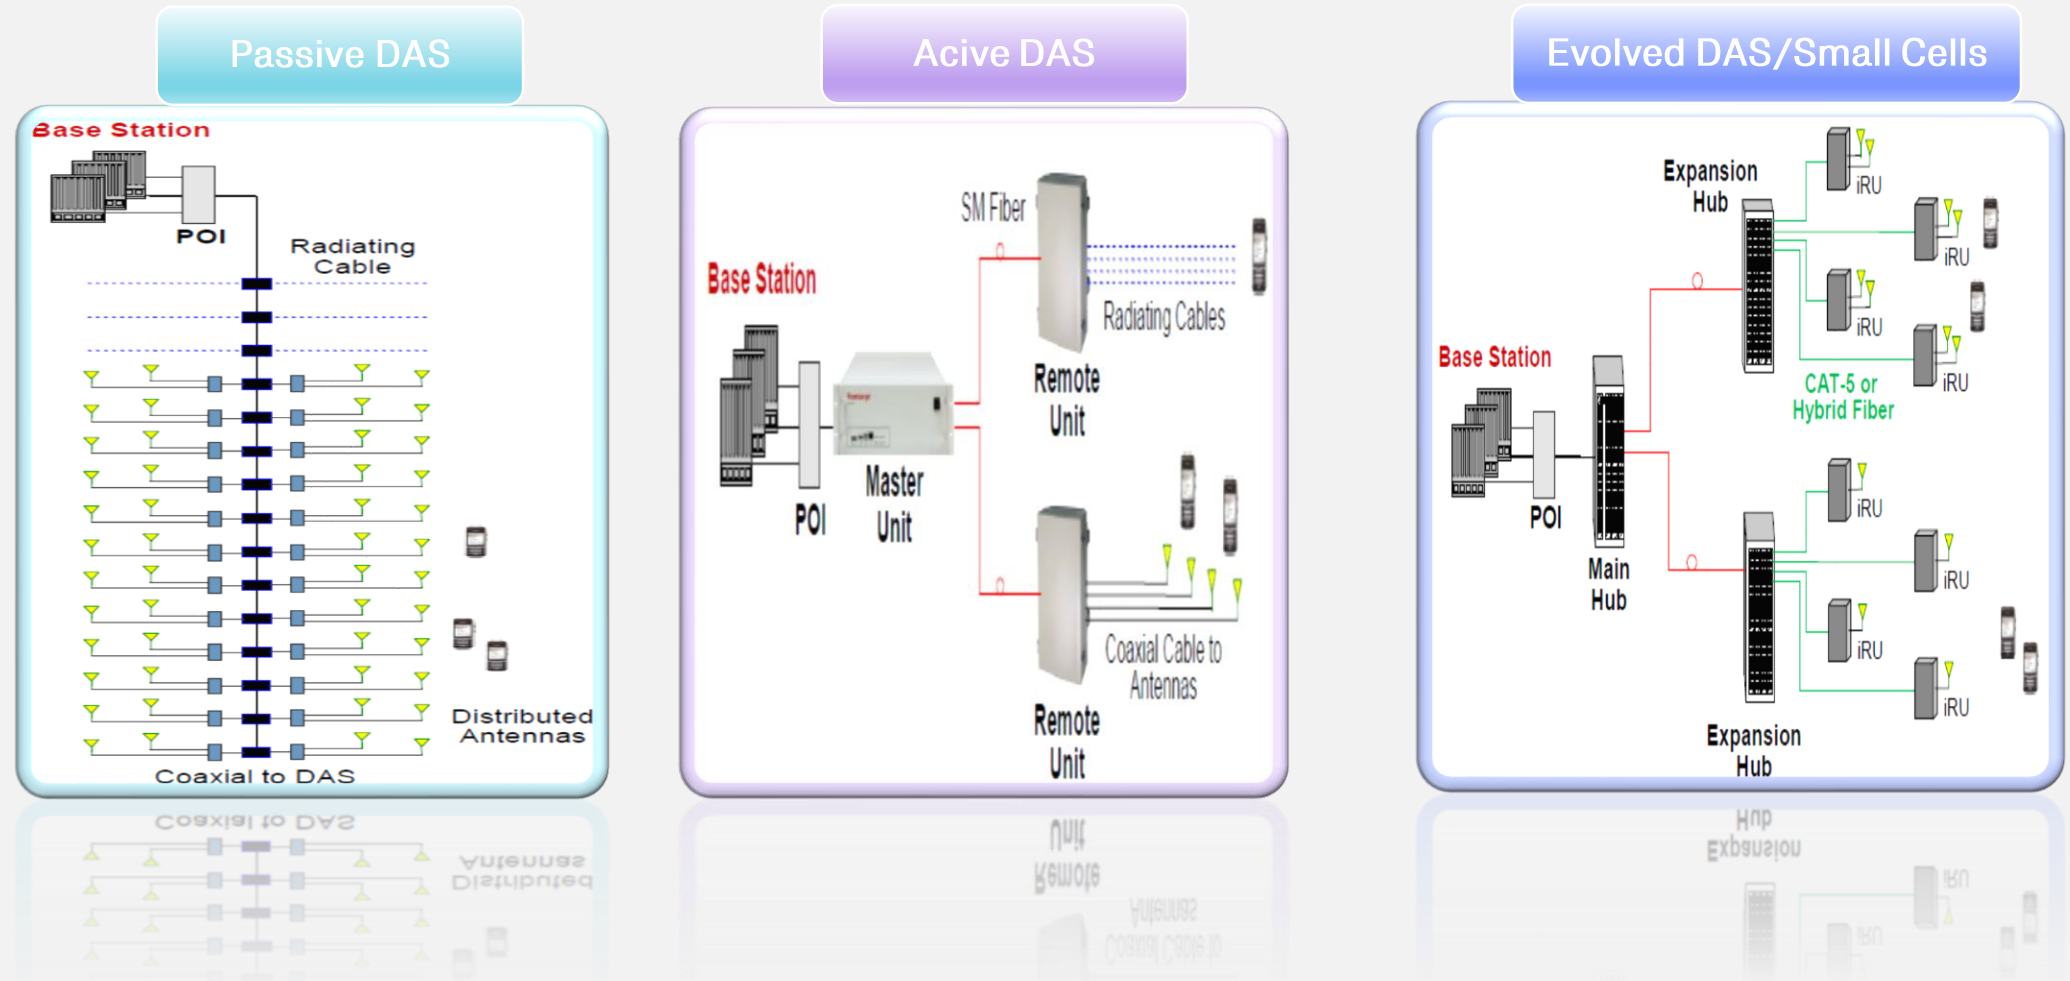 Passive DAS
Base Station
POI
Radiating
Cable
Distributed
Antennas
Coaxial to DAS
Acive DAS
SM Fiber
Base Station
Radiating Cables
Remote
Unit
Master
Unit
POI
Coaxial Cable to
Antennas
Remote
Unit
Evolved DAS/Small Cells
Expansion
Hub
iRU
iRU
iRU
iRU
Base Station
CAT-5 or
Hybrid Fiber
POI
Main
Hub
iRU
iRU
iRU
iRU
Expansion
Hub